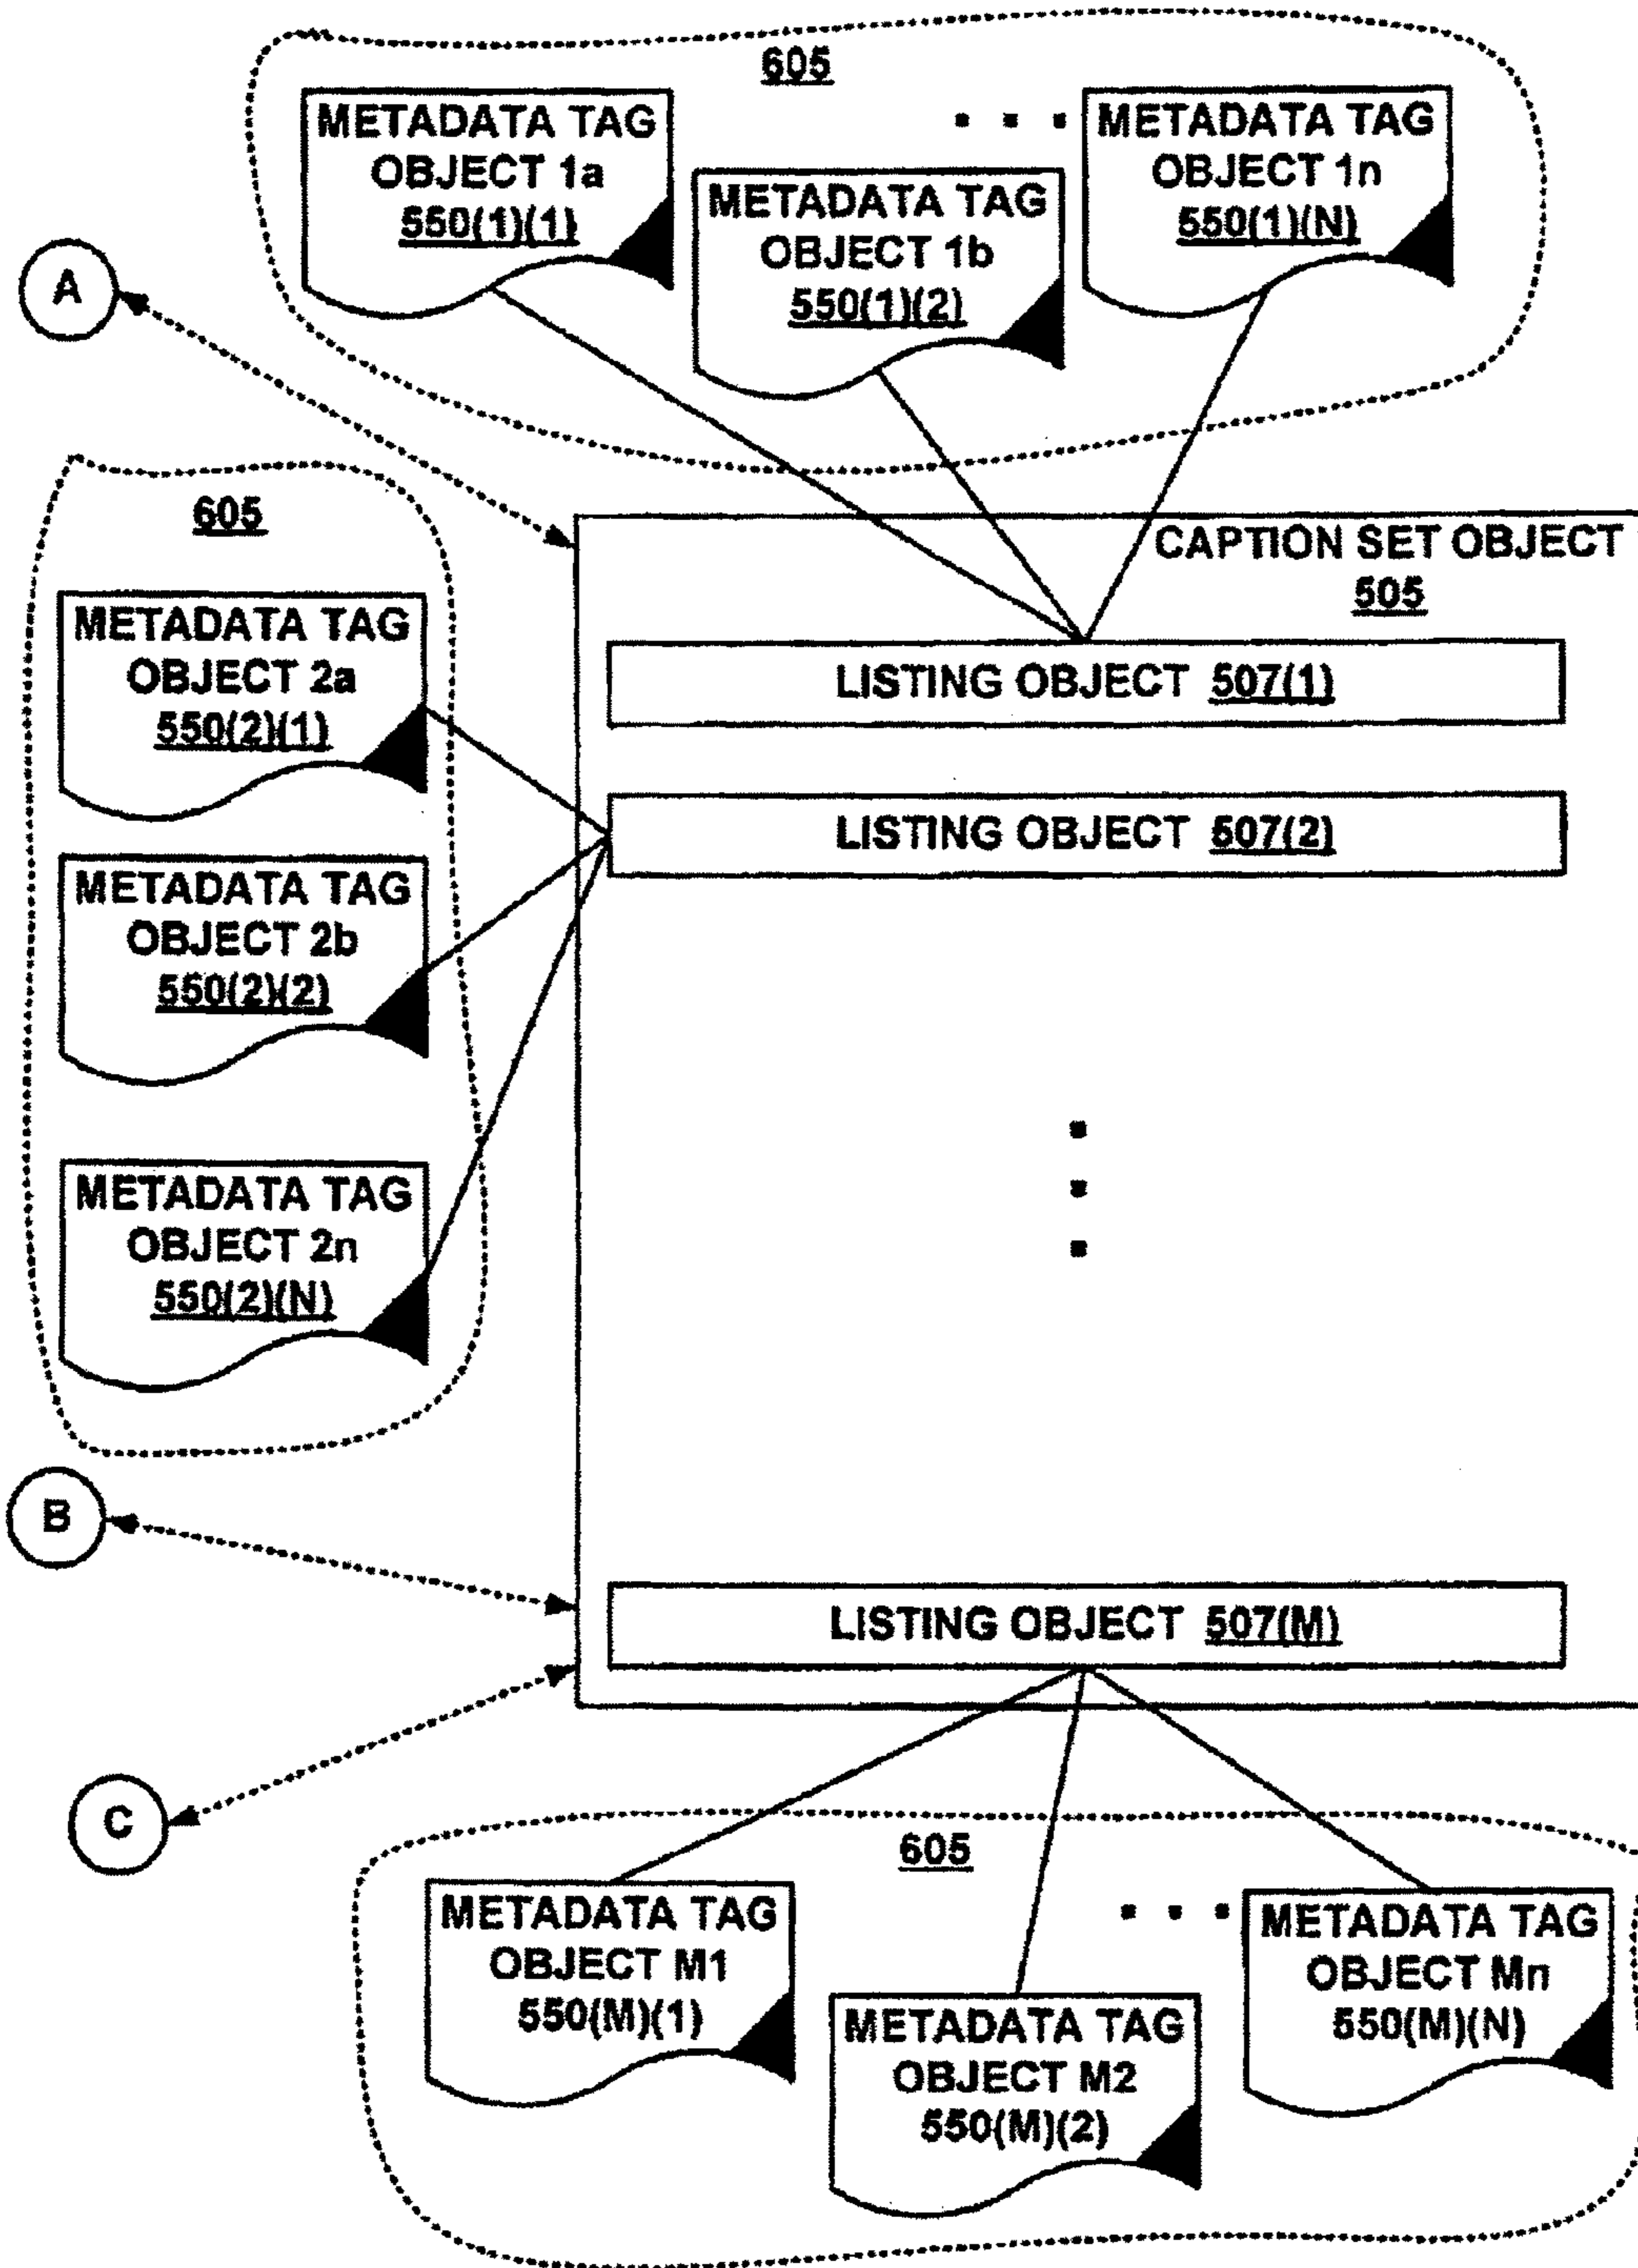 605
METADATA TAG
OBJECT 1a
550(1)(1)
METADATA TAG
OBJECT 1b
550(1)(2)
. . .
METADATA TAG
OBJECT 1n
550(1)(N)
A
605
METADATA TAG
OBJECT 2a
550(2)(1)
METADATA TAG
OBJECT 2b
550(2)(2)
METADATA TAG
OBJECT 2n
550(2)(N)
CAPTION SET OBJECT
505
LISTING OBJECT 507(1)
LISTING OBJECT 507(2)
LISTING OBJECT 507(M)
B
C
605
METADATA TAG
OBJECT M1
550(M)(1)
METADATA TAG
OBJECT M2
550(M)(2)
. . .
METADATA TAG
OBJECT Mn
550(M)(N)